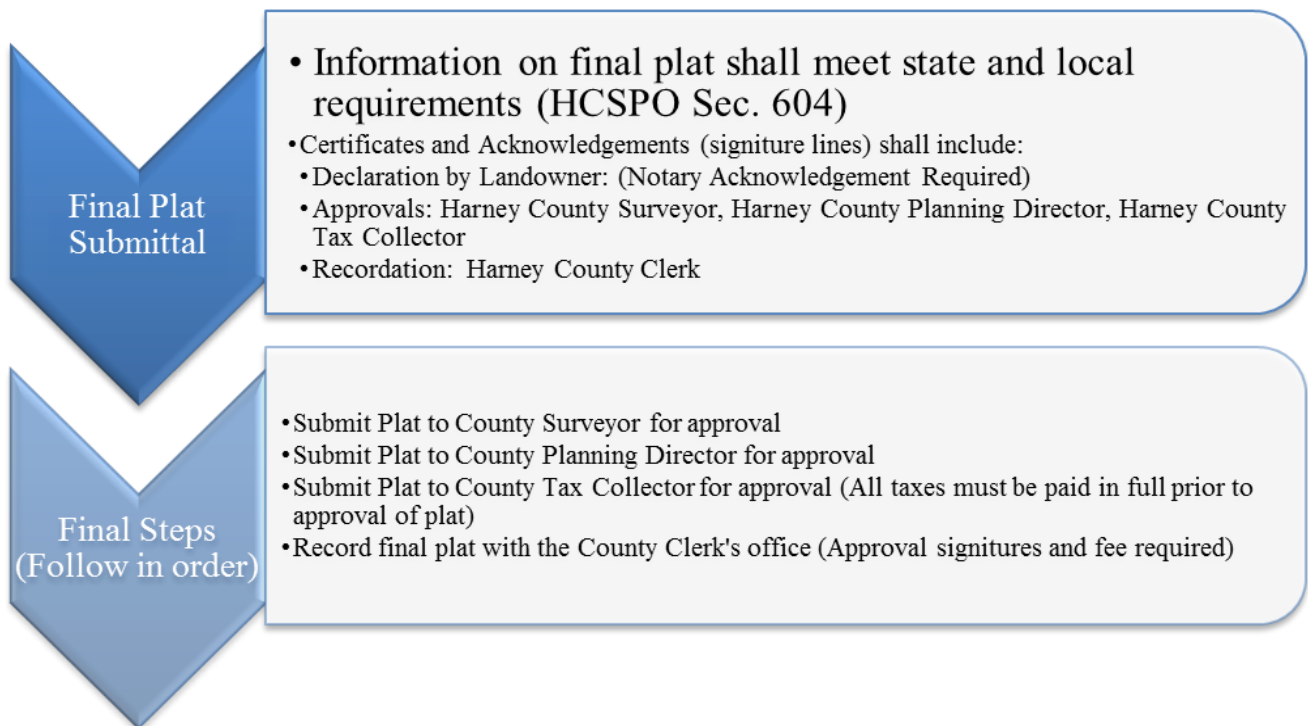 Final Plat
Submittal
• Information on final plat shall meet state and local
requirements (HCSPO Sec. 604)
•Certificates and Acknowledgements (signiture lines) shall include:
•Declaration by Landowner: (Notary Acknowledgement Required)
•Approvals: Harney County Surveyor, Harney County Planning Director, Harney County
Tax Collector
•Recordation: Harney County Clerk
Final Steps
(Follow in order)
•Submit Plat to County Surveyor for approval
•Submit Plat to County Planning Director for approval
•Submit Plat to County Tax Collector for approval (All taxes must be paid in full prior to
approval of plat)
•Record final plat with the County Clerk's office (Approval signitures and fee required)